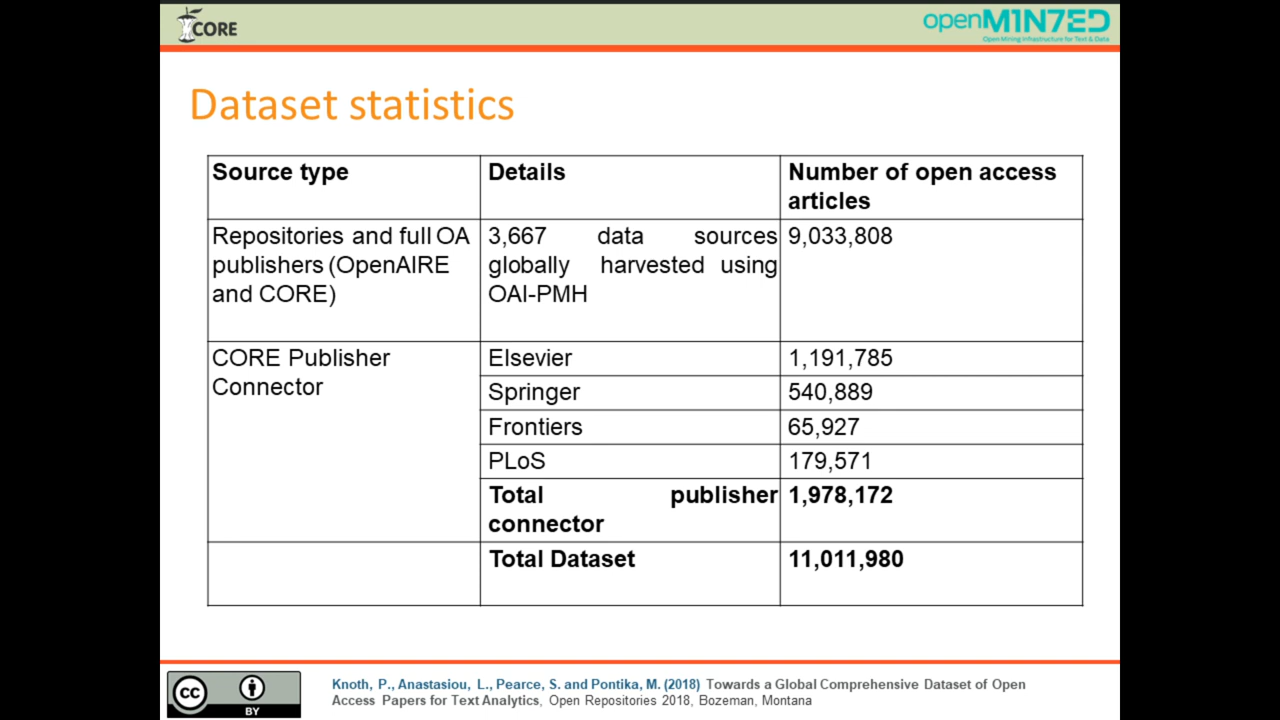 CORE
openM1N7ED
Open Mining Infrastructure for Text & Data
Dataset statistics
Source type
Details
Number of open access
articles
Repositories and full OA
publishers (OpenAIRE
and CORE)
3,667 data sources
globally harvested using
OAI-PMH
9,033,808
CORE Publisher
Connector
Elsevier
1,191,785
Springer
540,889
Frontiers
65,927
PLoS
179,571
Total publisher
connector
1,978,172
Total Dataset
11,011,980
cc
BY
Knoth, P., Anastasiou, L., Pearce, S. and Pontika, M. (2018) Towards a Global Comprehensive Dataset of Open
Access Papers for Text Analytics, Open Repositories 2018, Bozeman, Montana